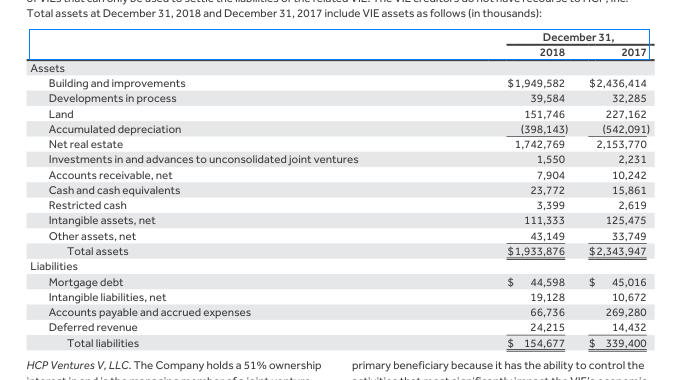 Total assets at December 31, 2018 and December 31, 2017 include VIE assets as follows (in thousands):
December 31,
2018 2017
Assets
Building and improvements $1,949,582 $2,436,414
Developments in process 39,584 32,285
Land 151,746 227,162
Accumulated depreciation (398,143) (542,091)
Net real estate 1,742,769 2,153,770
Investments in and advances to unconsolidated joint ventures 1,550 2,231
Accounts receivable, net 7,904 10,242
Cash and cash equivalents 23,772 15,861
Restricted cash 3,399 2,619
Intangible assets, net 111,333 125,475
Other assets, net 43,149 33,749
Total assets $1,933,876 $2,343,947
Liabilities
Mortgage debt $ 44,598 $ 45,016
Intangible liabilities, net 19,128 10,672
Accounts payable and accrued expenses 66,736 269,280
Deferred revenue 24,215 14,432
Total liabilities $ 154,677 $ 339,400
HCP Ventures V, LLC. The Company holds a 51% ownership
primary beneficiary because it has the ability to control the